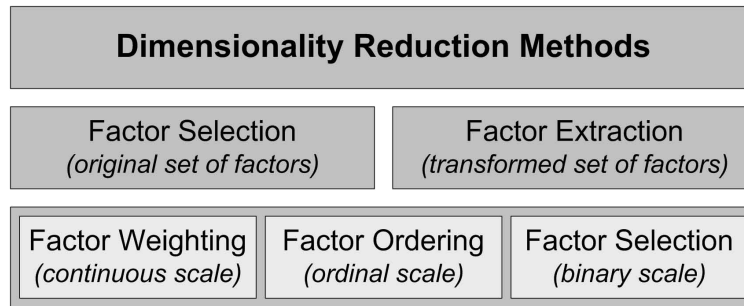 Dimensionality Reduction Methods
Factor Selection
(original set of factors)
Factor Extraction
(transformed set of factors)
Factor Weighting
(continuous scale)
Factor Ordering
(ordinal scale)
Factor Selection
(binary scale)